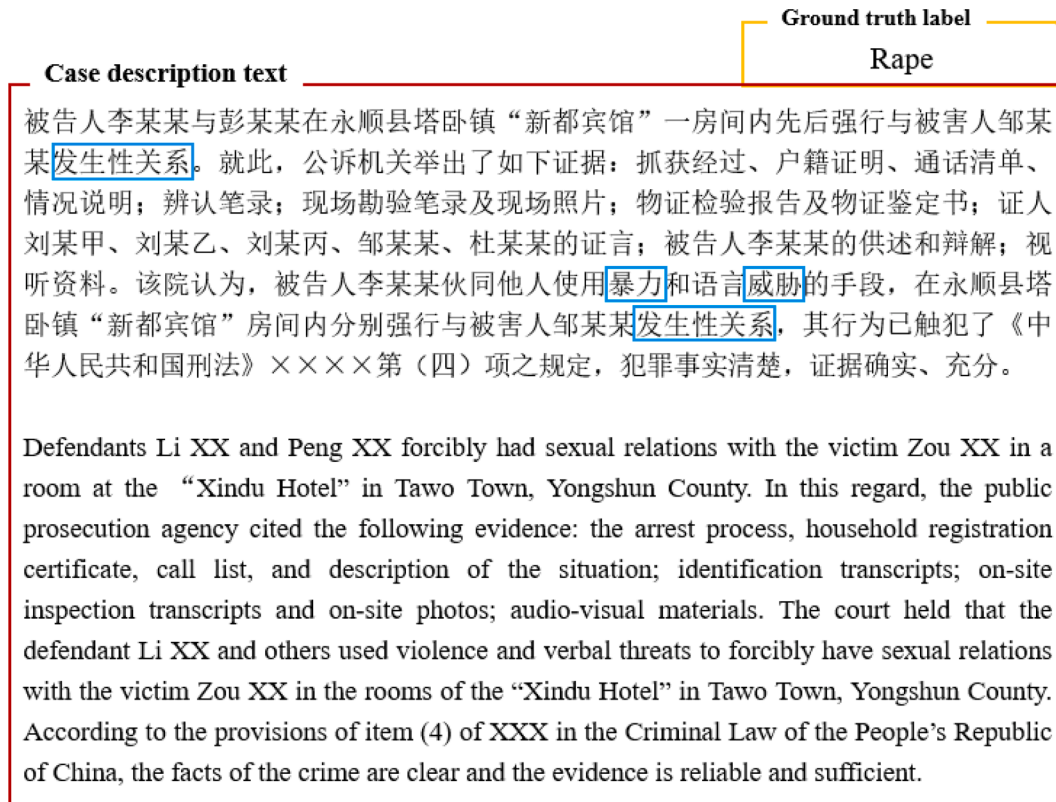 Ground truth label
Rape
Case description text
被告人李某某与彭某某在永顺县塔卧镇“新都宾馆”一房间内先后强行与被害人邹某
某发生性关系。就此，公诉机关举出了如下证据：抓获经过、户籍证明、通话清单、
情况说明；辨认笔录；现场勘验笔录及现场照片；物证检验报告及物证鉴定书；证人
刘某甲、刘某乙、刘某丙、邹某某、杜某某的证言；被告人李某某的供述和辩解；视
听资料。该院认为，被告人李某某伙同他人使用暴力和语言威胁的手段，在永顺县塔
卧镇“新都宾馆”房间内分别强行与被害人邹某某发生性关系，其行为已触犯了《中
华人民共和国刑法》××××第（四）项之规定，犯罪事实清楚，证据确实、充分。
Defendants Li XX and Peng XX forcibly had sexual relations with the victim Zou XX in a
room at the “Xindu Hotel” in Tawo Town, Yongshun County. In this regard, the public
prosecution agency cited the following evidence: the arrest process, household registration
certificate, call list, and description of the situation; identification transcripts; on-site
inspection transcripts and on-site photos; audio-visual materials. The court held that the
defendant Li XX and others used violence and verbal threats to forcibly have sexual relations
with the victim Zou XX in the rooms of the “Xindu Hotel” in Tawo Town, Yongshun County.
According to the provisions of item (4) of XXX in the Criminal Law of the People’s Republic
of China, the facts of the crime are clear and the evidence is reliable and sufficient.